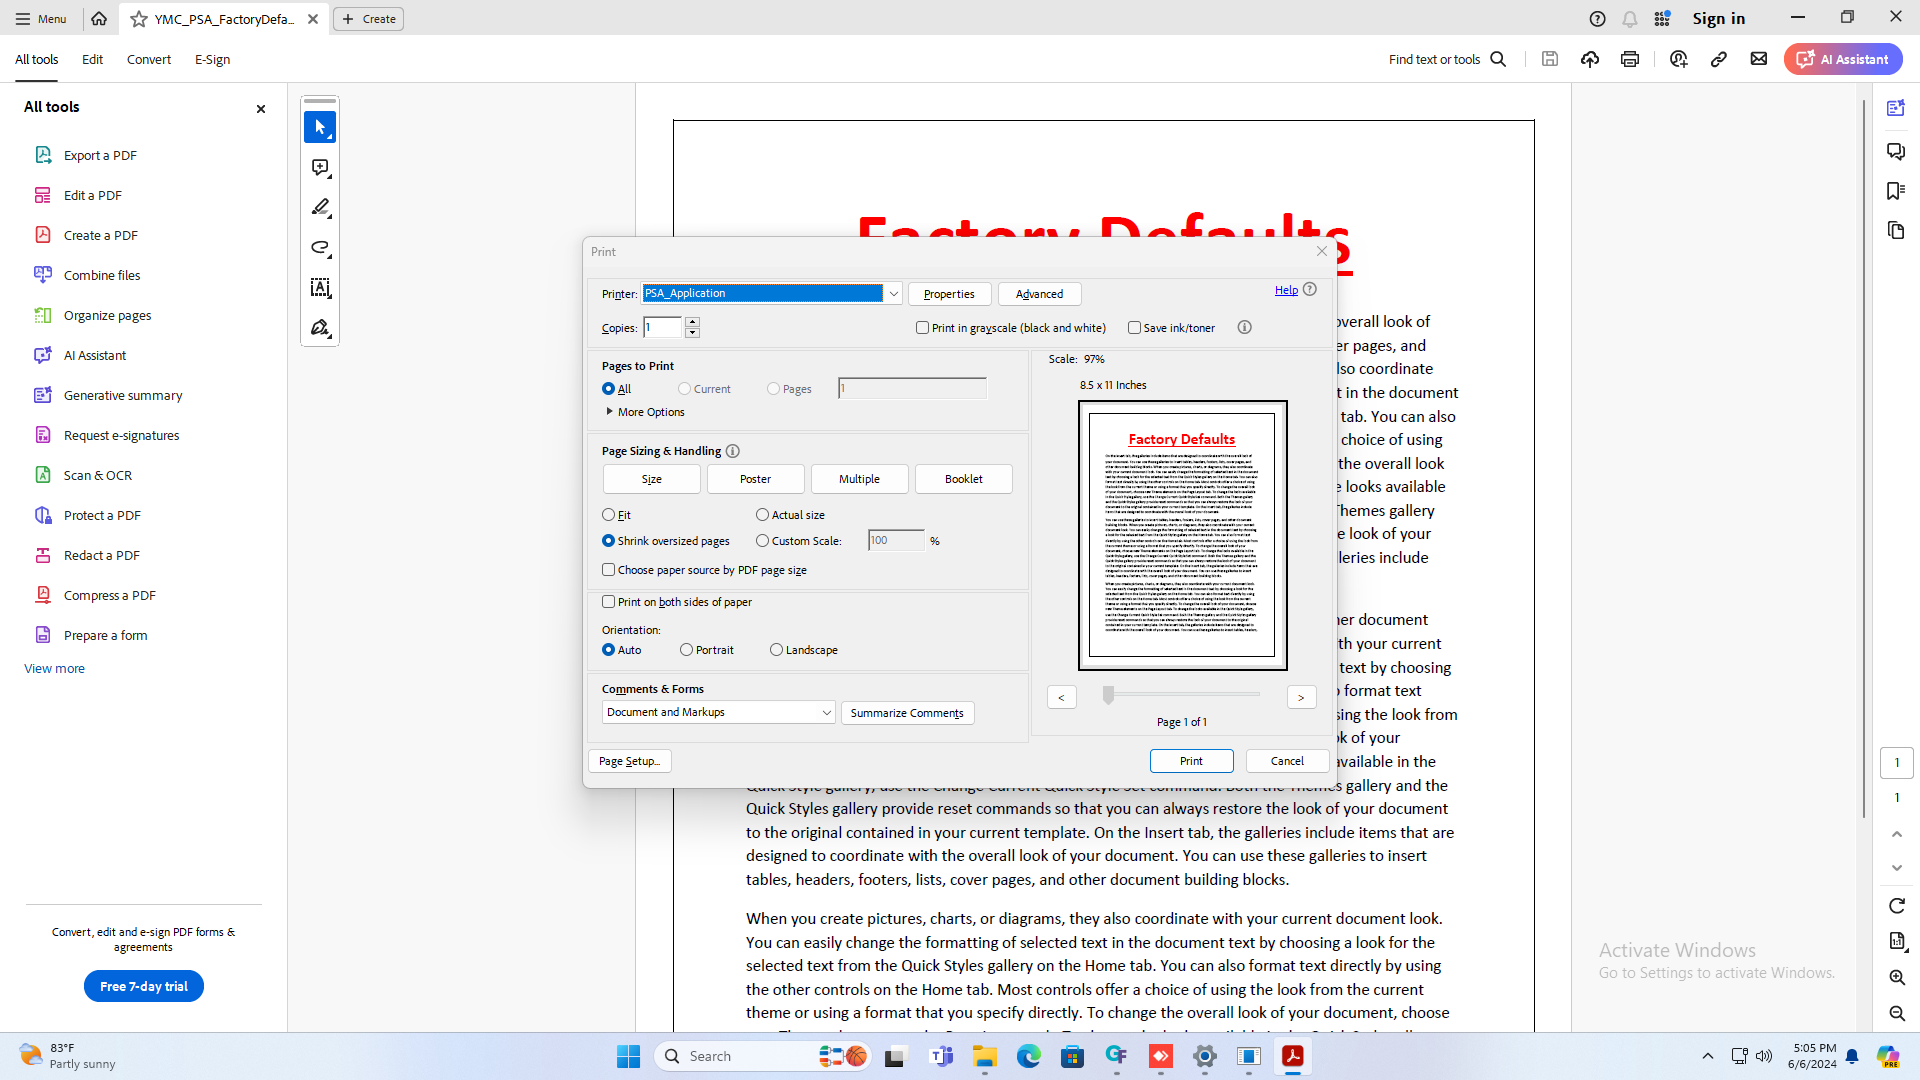 Menu
YMC_PSA_FactoryDefa...
Create
Sign in
All tools
Edit
Convert
E-Sign
Find text or tools
AI Assistant
All tools
Export a PDF
Edit a PDF
Create a PDF
Combine files
Organize pages
AI Assistant
Generative summary
Request e-signatures
Scan & OCR
Protect a PDF
Redact a PDF
Compress a PDF
Prepare a form
View more
Convert, edit and e-sign PDF forms &
agreements
Free 7-day trial
Factory Defaults
Print
Printer:
PSA_Application
Properties
Advanced
Help
Copies:
1
Print in grayscale (black and white)
Save ink/toner
Pages to Print
All
Current
Pages
1
More Options
Page Sizing & Handling
Size
Poster
Multiple
Booklet
Fit
Actual size
Shrink oversized pages
Custom Scale:
100
%
Choose paper source by PDF page size
Print on both sides of paper
Orientation:
Auto
Portrait
Landscape
Comments & Forms
Document and Markups
Summarize Comments
Page Setup...
Scale: 97%
8.5 x 11 Inches
Factory Defaults
<
>
Page 1 of 1
Print
Cancel
overall look of
er pages, and
lso coordinate
t in the document
tab. You can also
choice of using
the overall look
e looks available
Themes gallery
e look of your
lleries include
er document
th your current
text by choosing
format text
sing the look from
ok of your
available in the
Quick Style gallery, use the Change Current Quick Style Set command. Both the Themes gallery and the
Quick Styles gallery provide reset commands so that you can always restore the look of your document
to the original contained in your current template. On the Insert tab, the galleries include items that are
designed to coordinate with the overall look of your document. You can use these galleries to insert
tables, headers, footers, lists, cover pages, and other document building blocks.
When you create pictures, charts, or diagrams, they also coordinate with your current document look.
You can easily change the formatting of selected text in the document text by choosing a look for the
selected text from the Quick Styles gallery on the Home tab. You can also format text directly by using
the other controls on the Home tab. Most controls offer a choice of using the look from the current
theme or using a format that you specify directly. To change the overall look of your document, choose
1
1
Activate Windows
Go to Settings to activate Windows.
83°F
Partly sunny
Search
5:05 PM
6/6/2024
PRE